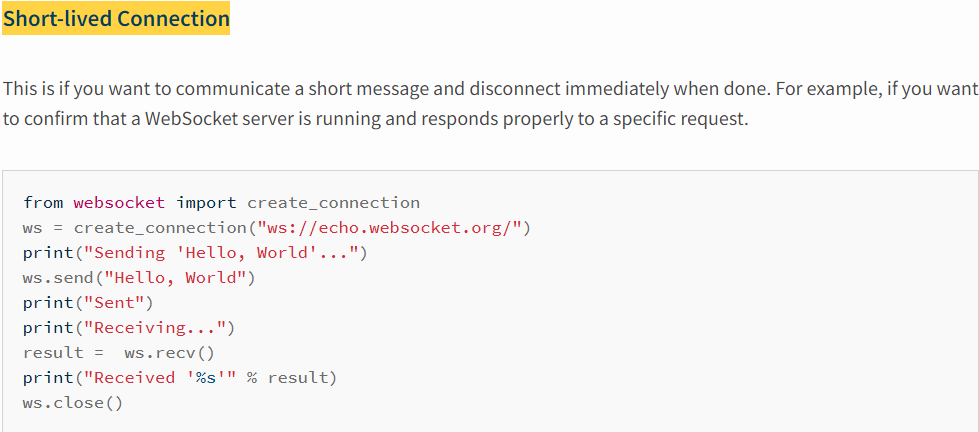 Short-lived Connection
This is if you want to communicate a short message and disconnect immediately when done. For example, if you want
to confirm that a WebSocket server is running and responds properly to a specific request.
from websocket import create_connection
ws = create_connection("ws://echo.websocket.org/")
print("Sending 'Hello, World'...")
ws.send("Hello, World")
print("Sent")
print("Receiving...")
result =  ws.recv()
print("Received '%s'" % result)
ws.close()